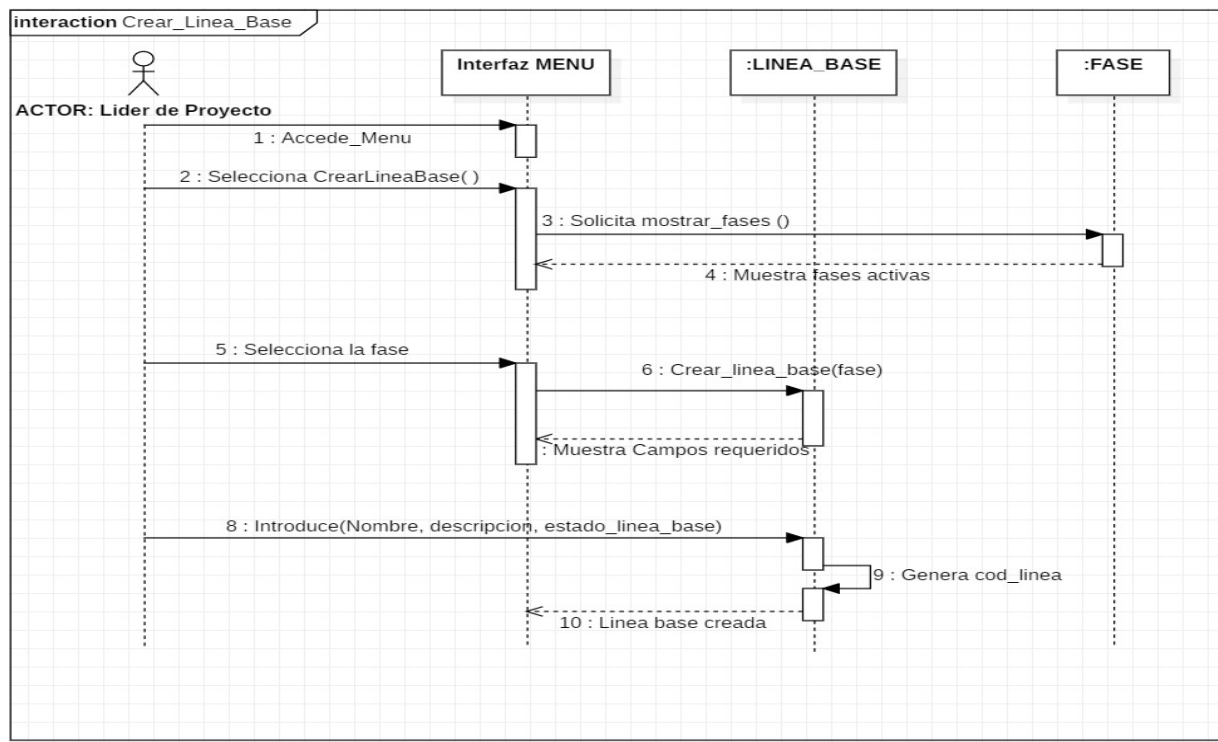 interaction Crear_Linea_Base
Interfaz MENU
:LINEA_BASE
:FASE
ACTOR: Lider de Proyecto
1 : Accede_Menu
2 : Selecciona CrearLineaBase( )
3 : Solicita mostrar_fases ()
4 : Muestra fases activas
5 : Selecciona la fase
6 : Crear_linea_base(fase)
: Muestra Campos requeridos
8 : Introduce(Nombre, descripcion, estado_linea_base)
9 : Genera cod_linea
10 : Linea base creada